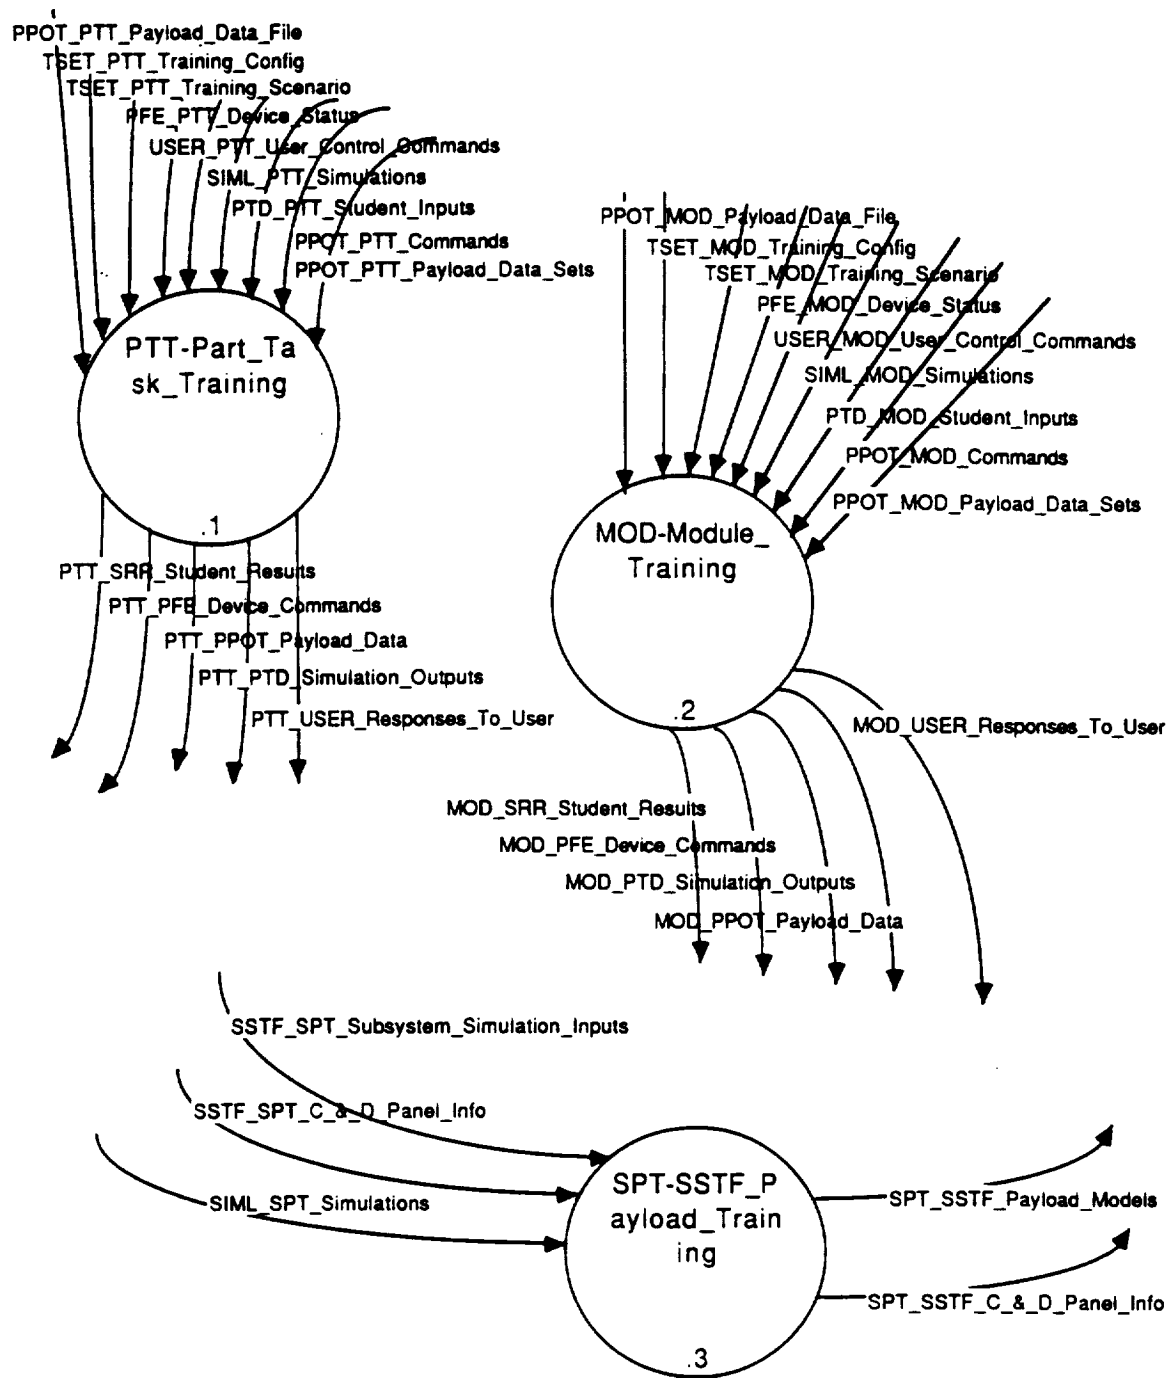 PPOT_PTT_Payload_Data_File
TSET_PTT_Training_Config
TSET_PTT_Training_Scenario
PFE_PTT_Device_Status
USER_PTT_User_Control_Commands
SIML_PTT_Simulations
PTD_PTT_Student_Inputs
PPOT_PTT_Commands
PPOT_PTT_Payload_Data_Sets
PTT-Part_Ta
sk_Training
.1
PTT_SRR_Student_Results
PTT_PFE_Device_Commands
PTT_PPOT_Payload_Data
PTT_PTD_Simulation_Outputs
PTT_USER_Responses_To_User
PPOT_MOD_Payload_Data_File
TSET_MOD_Training_Config
TSET_MOD_Training_Scenario
PFE_MOD_Device_Status
USER_MOD_User_Control_Commands
SIML_MOD_Simulations
PTD_MOD_Student_Inputs
PPOT_MOD_Commands
PPOT_MOD_Payload_Data_Sets
MOD-Module_
Training
.2
MOD_USER_Responses_To_User
MOD_SRR_Student_Results
MOD_PFE_Device_Commands
MOD_PTD_Simulation_Outputs
MOD_PPOT_Payload_Data
SSTF_SPT_Subsystem_Simulation_Inputs
SSTF_SPT_C_&_D_Panel_Info
SIML_SPT_Simulations
SPT-SSTF_P
ayload_Train
ing
.3
SPT_SSTF_Payload_Models
SPT_SSTF_C_&_D_Panel_Info